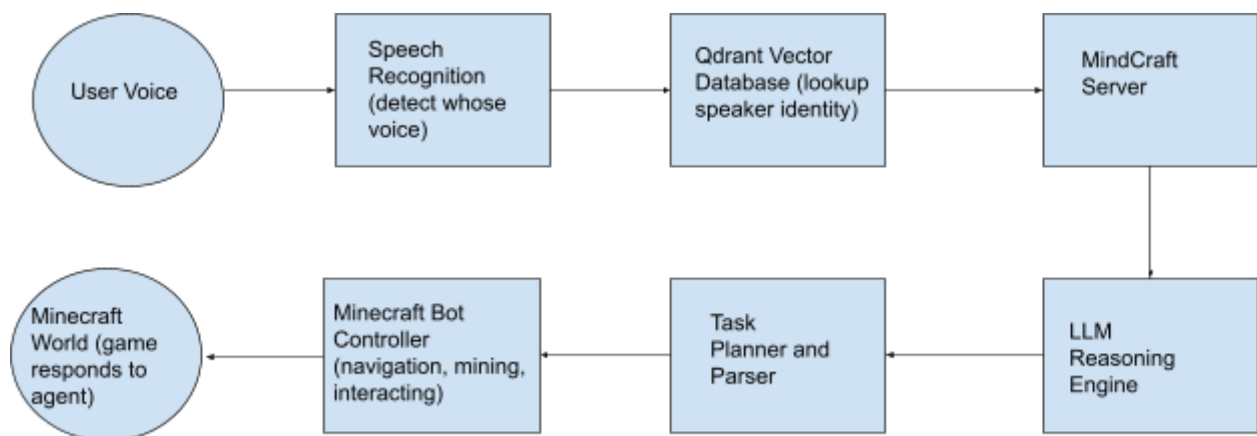 User Voice
Speech
Recognition
(detect whose
voice)
Qdrant Vector
Database (lookup
speaker identity)
MindCraft
Server
Minecraft
World (game
responds to
agent)
Minecraft Bot
Controller
(navigation, mining,
interacting)
Task
Planner and
Parser
LLM
Reasoning
Engine